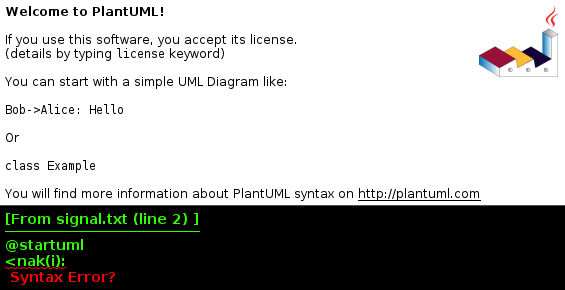 Welcome to PlantUML!
If you use this software, you accept its license.
(details by typing license keyword)
You can start with a simple UML Diagram like:
Bob->Alice: Hello
Or
class Example
You will find more information about PlantUML syntax on http://plantuml.com
[From signal.txt (line 2) ]
@startuml
<nak(i):
Syntax Error?